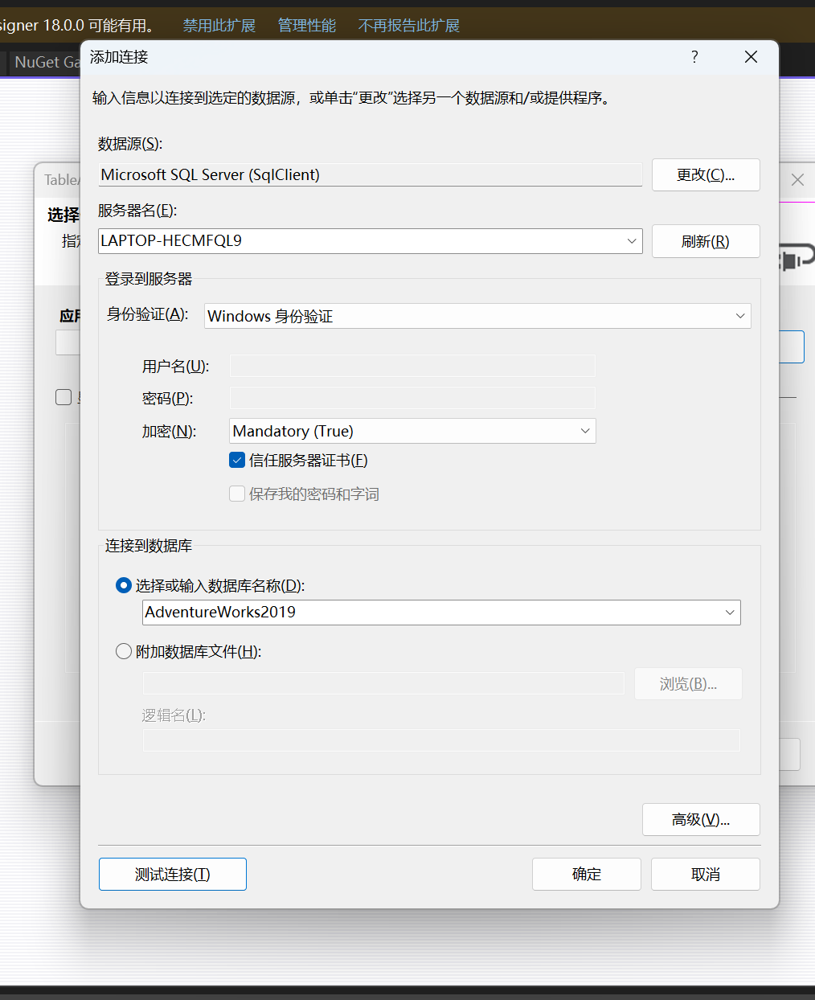 signer 18.0.0 可能有用。 禁用此扩展 管理性能 不再报告此扩展
NuGet Ga
添加连接
?
输入信息以连接到选定的数据源，或单击“更改”选择另一个数据源和/或提供程序。
数据源(S):
Microsoft SQL Server (SqlClient)
更改(C)...
TableA
选择
服务器名(E):
指定
LAPTOP-HECMFQL9
刷新(R)
登录到服务器
应用
身份验证(A):
Windows 身份验证
用户名(U):
密码(P):
加密(N):
Mandatory (True)
信任服务器证书(F)
保存我的密码和字词
连接到数据库
选择或输入数据库名称(D):
AdventureWorks2019
附加数据库文件(H):
浏览(B)...
逻辑名(L):
高级(V)...
测试连接(T)
确定
取消